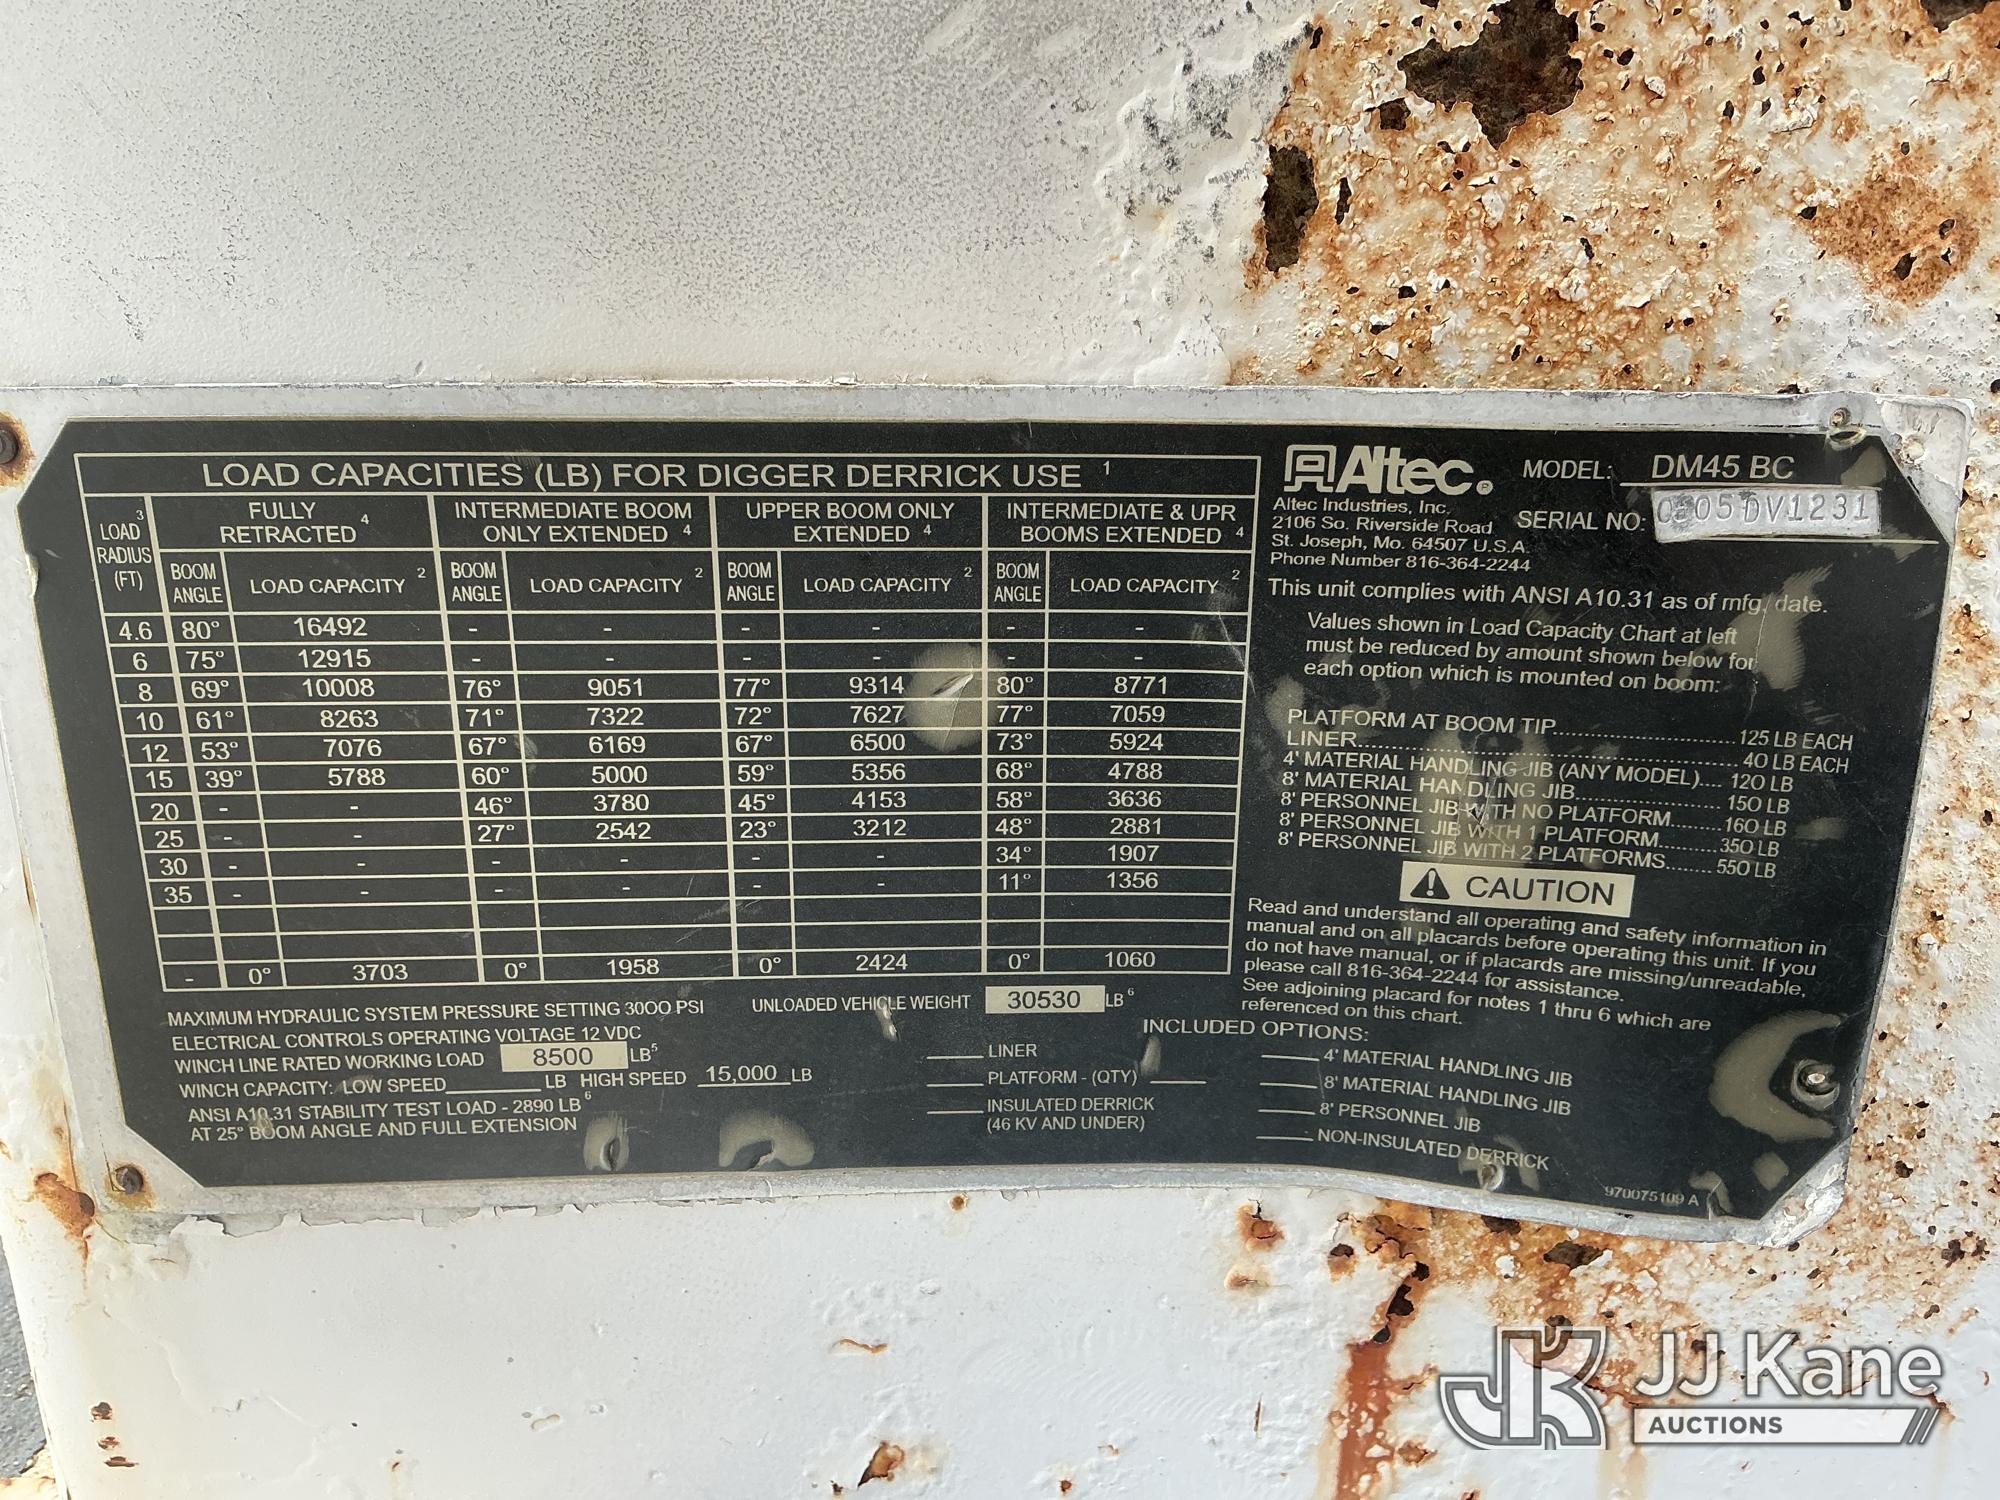 LOAD CAPACITIES (LB) FOR DIGGER DERRICK USE 1
LOAD 3 RADIUS (FT)
FULLY RETRACTED 4
INTERMEDIATE BOOM ONLY EXTENDED 4
UPPER BOOM ONLY EXTENDED 4
INTERMEDIATE & UPR BOOMS EXTENDED 4
BOOM ANGLE LOAD CAPACITY 2 BOOM ANGLE LOAD CAPACITY 2 BOOM ANGLE LOAD CAPACITY 2 BOOM ANGLE LOAD CAPACITY 2
4.6 80° 16492 - - - - - -
6 75° 12915 - - - - - -
8 69° 10008 76° 9051 77° 9314 80° 8771
10 61° 8263 71° 7322 72° 7627 77° 7059
12 53° 7076 67° 6169 67° 6500 73° 5924
15 39° 5788 60° 5000 59° 5356 68° 4788
20 - - 46° 3780 45° 4153 58° 3636
25 - - 27° 2542 23° 3212 48° 2881
30 - - - - - - 34° 1907
35 - - - - - - 11° 1356
- 0° 3703 0° 1958 0° 2424 0° 1060
MAXIMUM HYDRAULIC SYSTEM PRESSURE SETTING 3000 PSI
UNLOADED VEHICLE WEIGHT 30530 LB 6
ELECTRICAL CONTROLS OPERATING VOLTAGE 12 VDC
WINCH LINE RATED WORKING LOAD 8500 LB 5
WINCH CAPACITY: LOW SPEED LB HIGH SPEED 15,000 LB
ANSI A10.31 STABILITY TEST LOAD - 2890 LB 6
AT 25° BOOM ANGLE AND FULL EXTENSION
Altec
MODEL: DM45 BC
SERIAL NO: 05DV1231
Altec Industries, Inc.
2106 So. Riverside Road
St. Joseph, Mo. 64507 U.S.A.
Phone Number 816-364-2244
This unit complies with ANSI A10.31 as of mfg. date.
Values shown in Load Capacity Chart at left
must be reduced by amount shown below for
each option which is mounted on boom:
PLATFORM AT BOOM TIP 125 LB EACH
LINER 40 LB EACH
4' MATERIAL HANDLING JIB (ANY MODEL) 120 LB
8' MATERIAL HANDLING JIB 150 LB
8' PERSONNEL JIB WITH NO PLATFORM 160 LB
8' PERSONNEL JIB WITH 1 PLATFORM 350 LB
8' PERSONNEL JIB WITH 2 PLATFORMS 550 LB
CAUTION
Read and understand all operating and safety information in
manual and on all placards before operating this unit. If you
do not have manual, or if placards are missing/unreadable,
please call 816-364-2244 for assistance.
See adjoining placard for notes 1 thru 6 which are
referenced on this chart.
INCLUDED OPTIONS:
LINER
PLATFORM - (QTY)
INSULATED DERRICK
(46 KV AND UNDER)
4' MATERIAL HANDLING JIB
8' MATERIAL HANDLING JIB
8' PERSONNEL JIB
NON-INSULATED DERRICK
970075109 A
JK JJ Kane
AUCTIONS